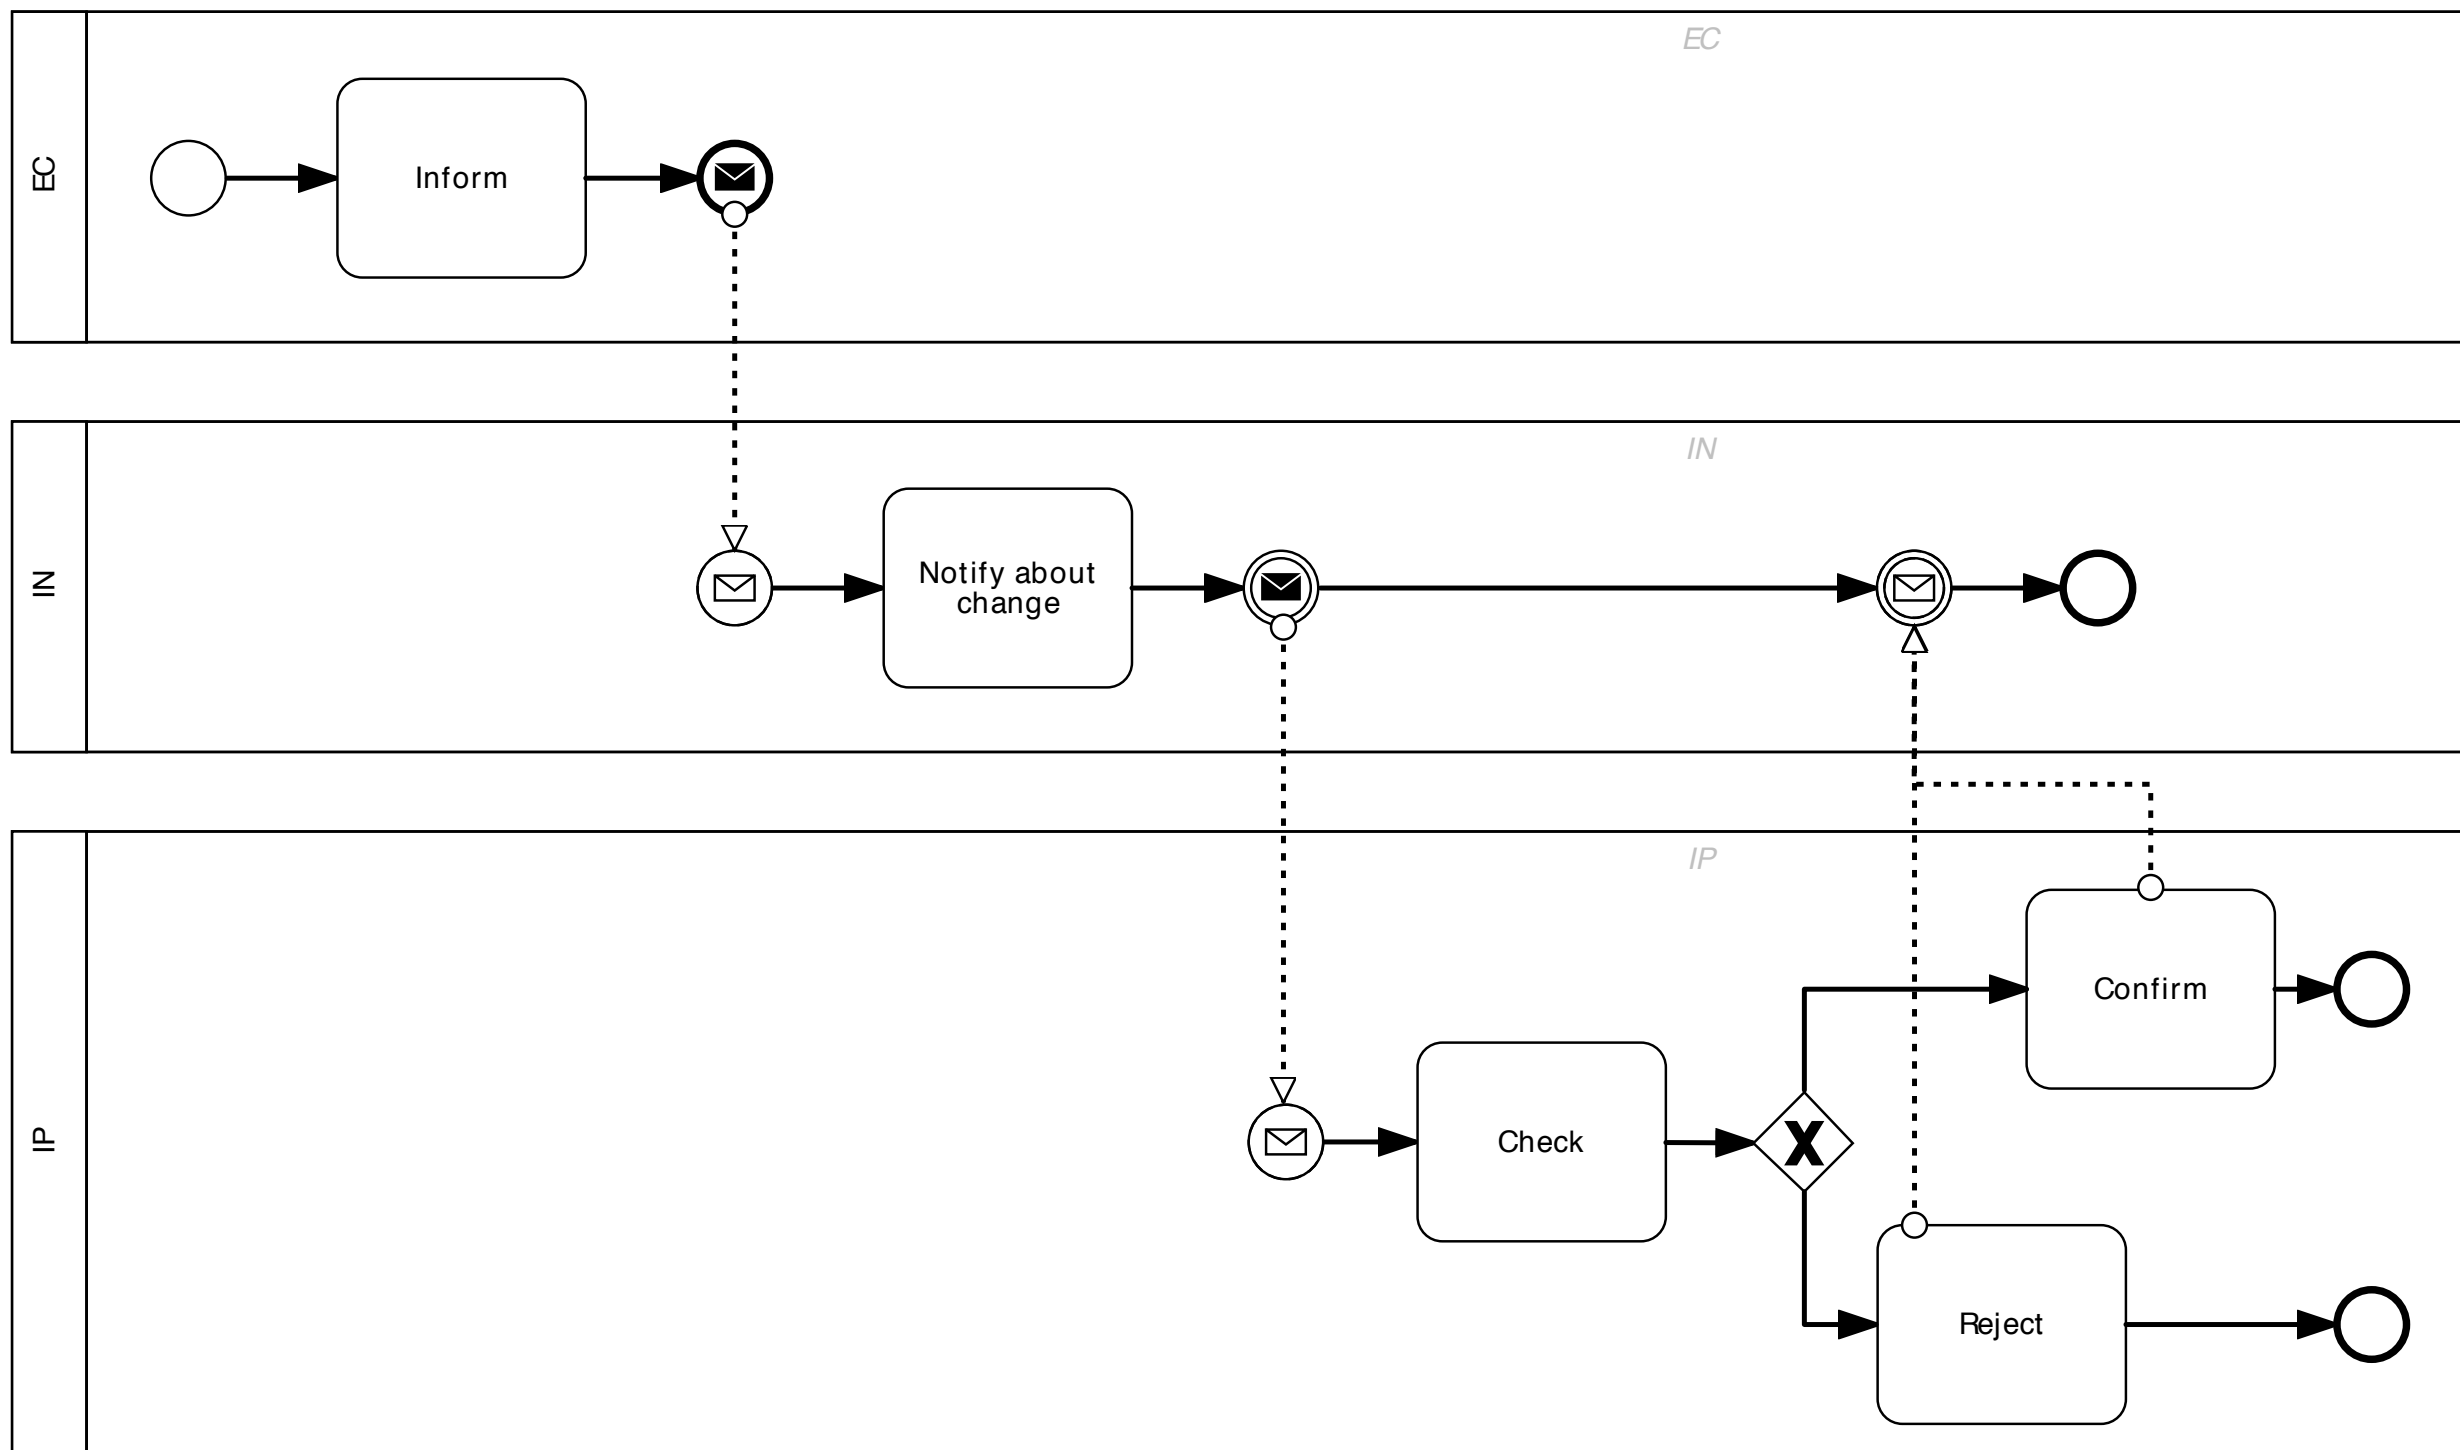 EC
EC
Inform
IN
IN
Notify about
change
IP
IP
Confirm
Check
X
Reject